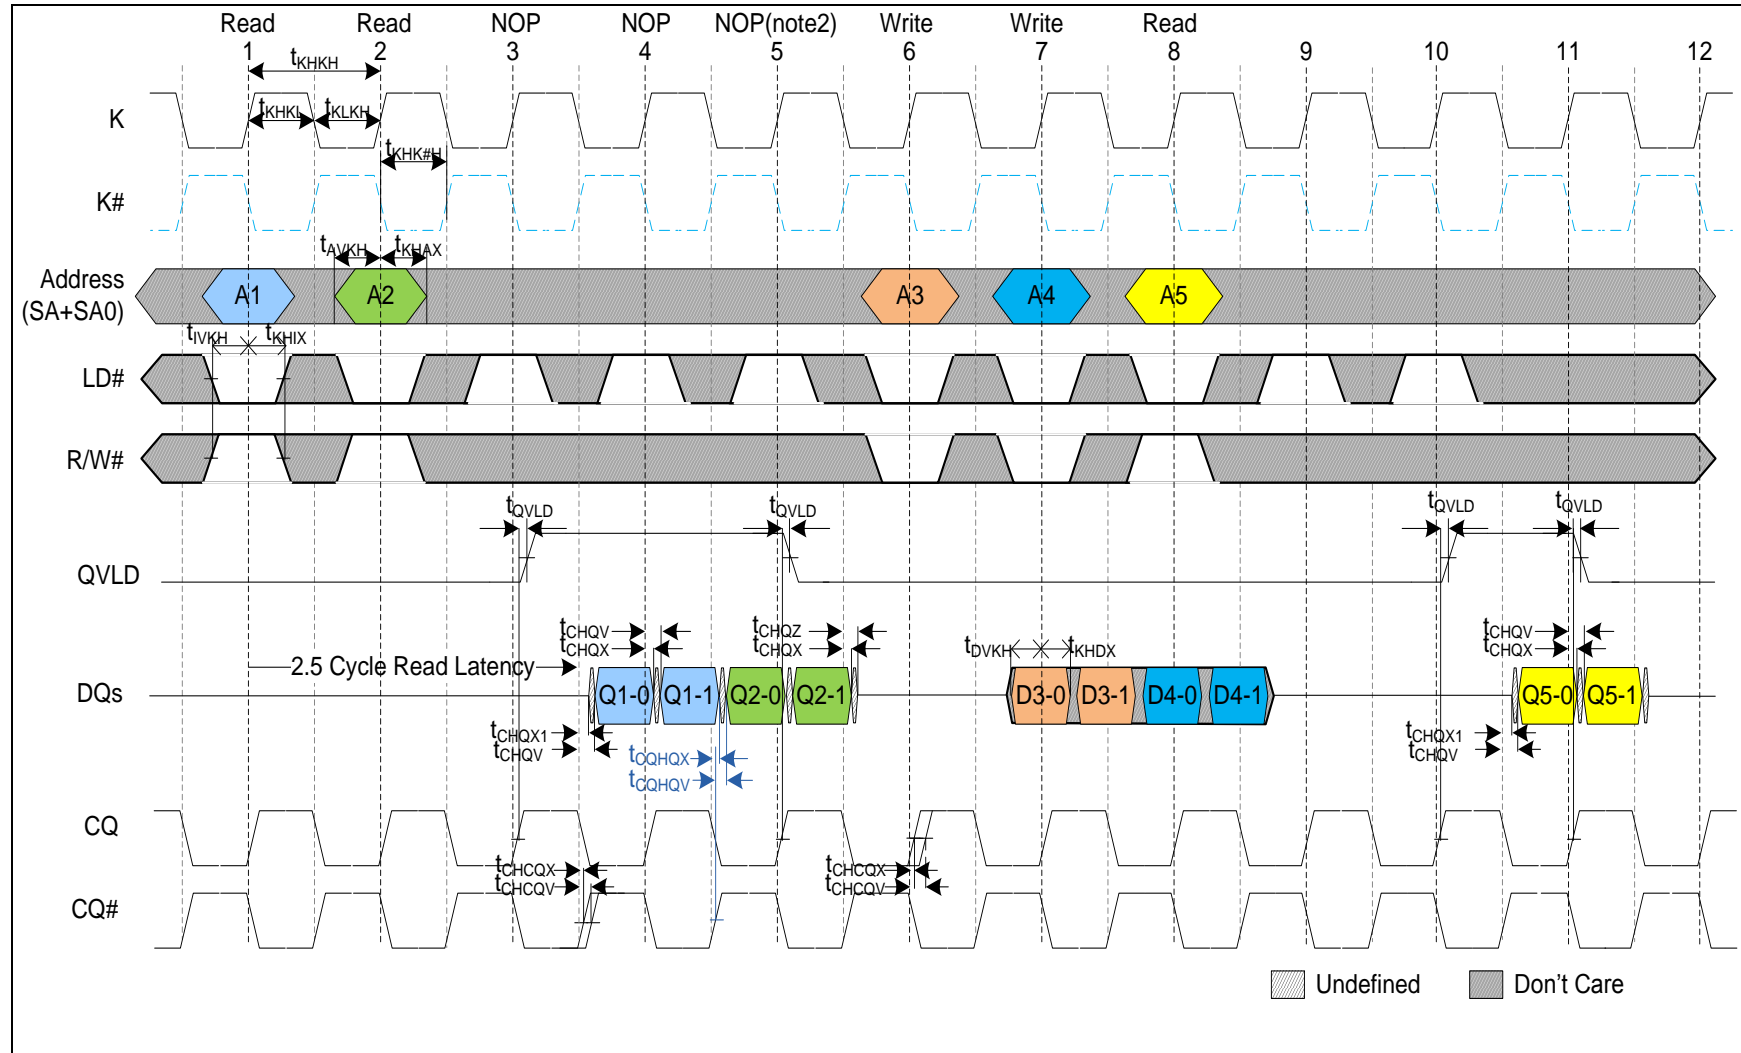 Read Read NOP NOP NOP(note2) Write Write Read
1 2 3 4 5 6 7 8 9 10 11 12
tKHKH
K
tKHKL tKLKH
tKHK#H
K#
tAVKH tKHAX
Address
(SA+SA0)
A1 A2 A3 A4 A5
tIVKH tKHIX
LD#
R/W#
tQVLD tQVLD tQVLD tQVLD
QVLD
tCHQV tCHQZ tCHQV
tCHQX tCHQX tDVKH tKHDX tCHQX
2.5 Cycle Read Latency
DQs
Q1-0 Q1-1 Q2-0 Q2-1 D3-0 D3-1 D4-0 D4-1 Q5-0 Q5-1
tCHQX1 tCHQX1
tCHQV tCHQV
tCQHQX
tCQHQV
CQ
tCHCQX tCHCQX
tCHCQV tCHCQV
CQ#
Undefined Don't Care